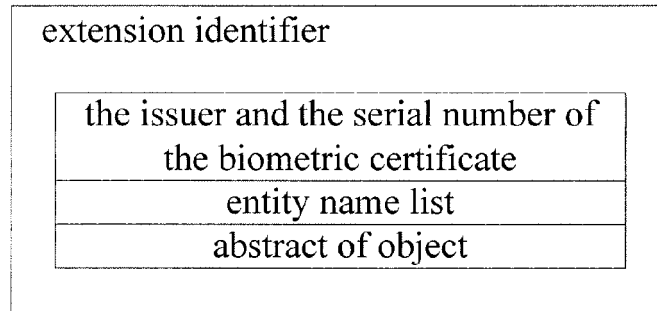 extension identifier
the issuer and the serial number of
the biometric certificate
entity name list
abstract of object